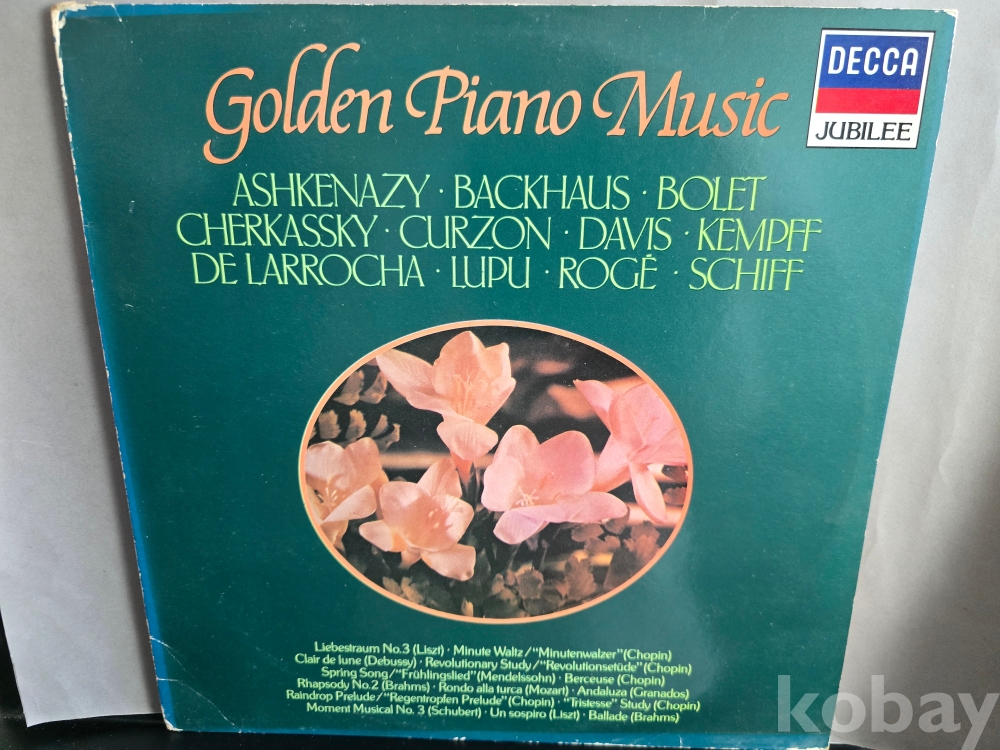 Golden Piano Music
DECCA
JUBILEE
ASHKENAZY · BACKHAUS · BOLET
CHERKASSKY · CURZON · DAVIS · KEMPFF
DE LARROCHA · LUPU · ROGÉ · SCHIFF
Liebestraum No.3 (Liszt) · Minute Waltz/"Minutenwalzer"(Chopin)
Clair de lune (Debussy) · Revolutionary Study/"Revolutionsetüde"(Chopin)
Spring Song/"Frühlingslied"(Mendelssohn) · Berceuse (Chopin)
Rhapsody No.2 (Brahms) · Rondo alla turca (Mozart) · Andaluza (Granados)
Raindrop Prelude/"Regentropfen Prelude"(Chopin) · "Tristesse" Study (Chopin)
Moment Musical No. 3 (Schubert) · Un sospiro (Liszt) · Ballade (Brahms)
kobay